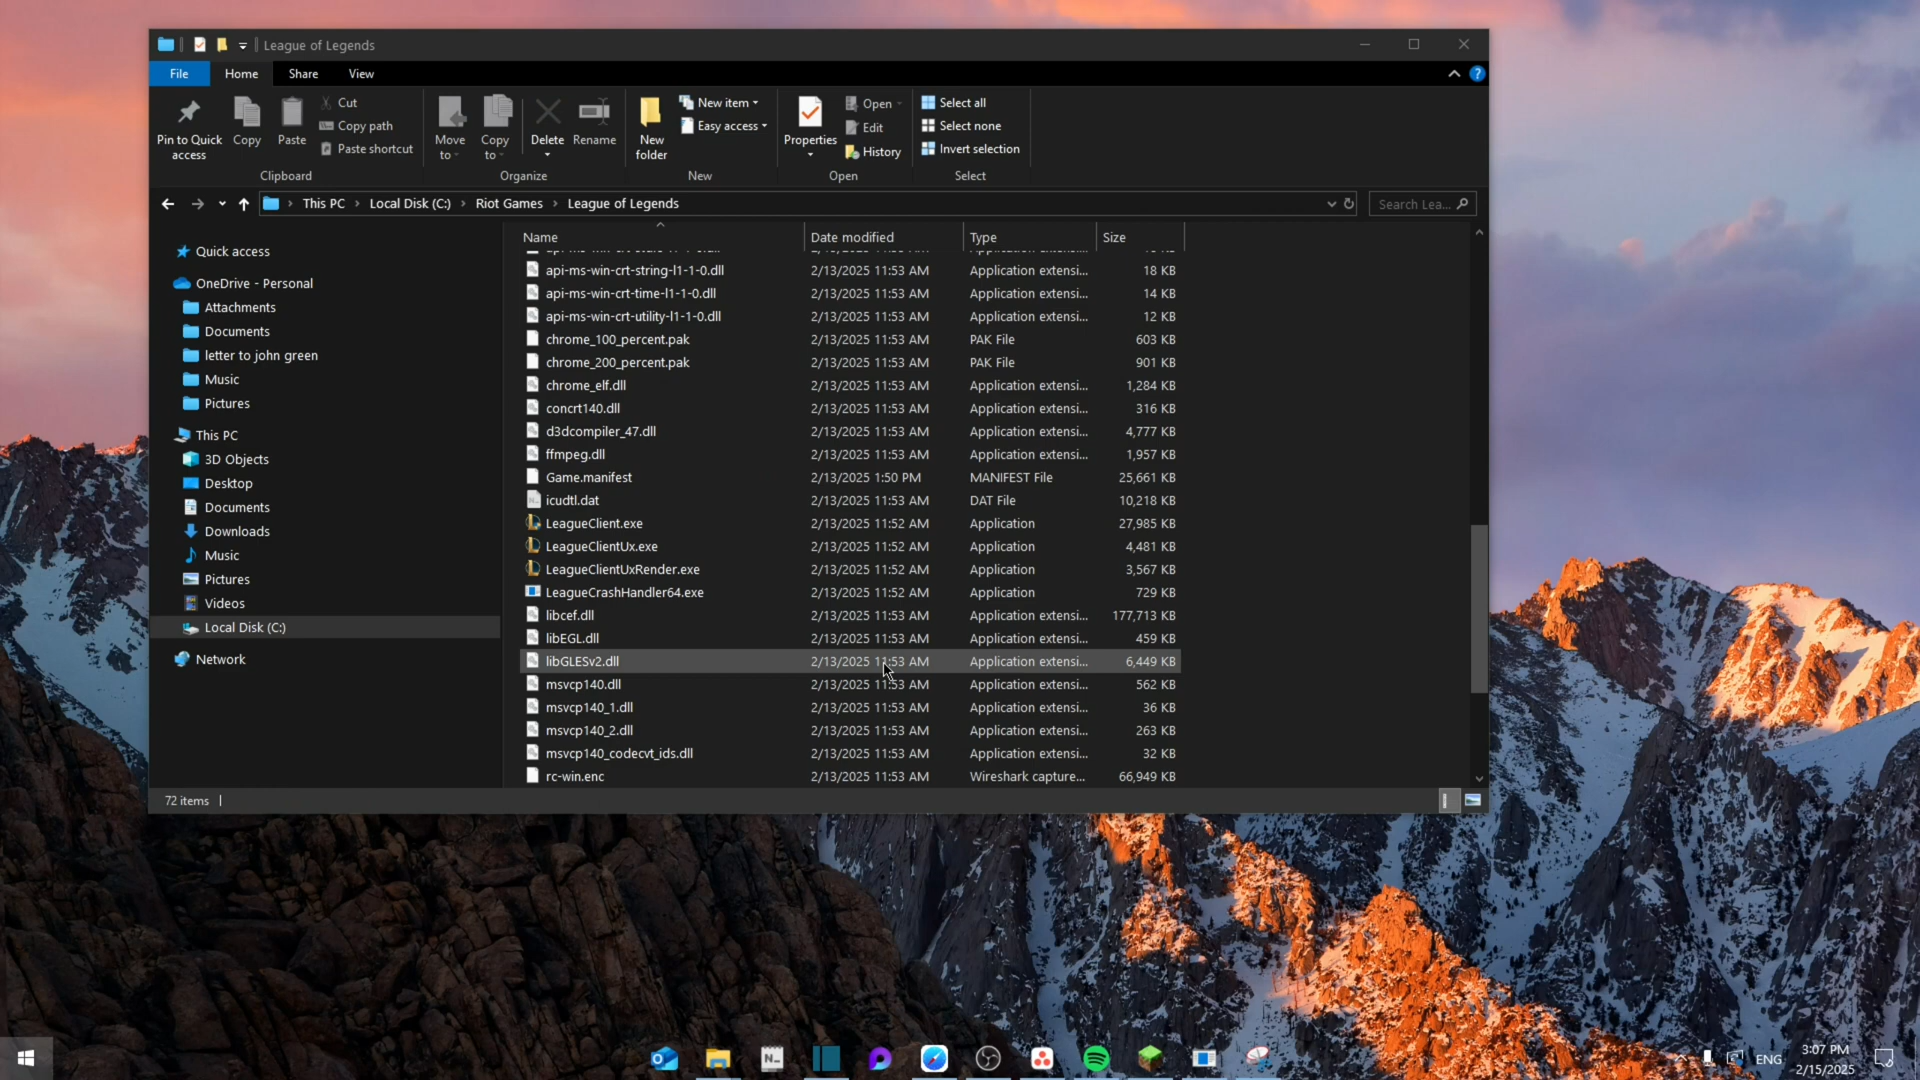 League of Legends
File Home Share View
Pin to Quick access
Copy
Paste
Cut
Copy path
Paste shortcut
Clipboard
Move to
Copy to
Delete
Rename
Organize
New folder
New item
Easy access
New
Properties
Open
Edit
History
Open
Select all
Select none
Invert selection
Select
This PC > Local Disk (C:) > Riot Games > League of Legends
Search Lea...
Quick access
OneDrive - Personal
Attachments
Documents
letter to john green
Music
Pictures
This PC
3D Objects
Desktop
Documents
Downloads
Music
Pictures
Videos
Local Disk (C:)
Network
Name Date modified Type Size
api-ms-win-crt-string-l1-1-0.dll 2/13/2025 11:53 AM Application extensi... 18 KB
api-ms-win-crt-time-l1-1-0.dll 2/13/2025 11:53 AM Application extensi... 14 KB
api-ms-win-crt-utility-l1-1-0.dll 2/13/2025 11:53 AM Application extensi... 12 KB
chrome_100_percent.pak 2/13/2025 11:53 AM PAK File 603 KB
chrome_200_percent.pak 2/13/2025 11:53 AM PAK File 901 KB
chrome_elf.dll 2/13/2025 11:53 AM Application extensi... 1,284 KB
concrt140.dll 2/13/2025 11:53 AM Application extensi... 316 KB
d3dcompiler_47.dll 2/13/2025 11:53 AM Application extensi... 4,777 KB
ffmpeg.dll 2/13/2025 11:53 AM Application extensi... 1,957 KB
Game.manifest 2/13/2025 1:50 PM MANIFEST File 25,661 KB
icudtl.dat 2/13/2025 11:53 AM DAT File 10,218 KB
LeagueClient.exe 2/13/2025 11:52 AM Application 27,985 KB
LeagueClientUx.exe 2/13/2025 11:52 AM Application 4,481 KB
LeagueClientUxRender.exe 2/13/2025 11:52 AM Application 3,567 KB
LeagueCrashHandler64.exe 2/13/2025 11:52 AM Application 729 KB
libcef.dll 2/13/2025 11:53 AM Application extensi... 177,713 KB
libEGL.dll 2/13/2025 11:53 AM Application extensi... 459 KB
libGLESv2.dll 2/13/2025 11:53 AM Application extensi... 6,449 KB
msvcp140.dll 2/13/2025 11:53 AM Application extensi... 562 KB
msvcp140_1.dll 2/13/2025 11:53 AM Application extensi... 36 KB
msvcp140_2.dll 2/13/2025 11:53 AM Application extensi... 263 KB
msvcp140_codecvt_ids.dll 2/13/2025 11:53 AM Application extensi... 32 KB
rc-win.enc 2/13/2025 11:53 AM Wireshark capture... 66,949 KB
72 items
ENG
3:07 PM
2/15/2025